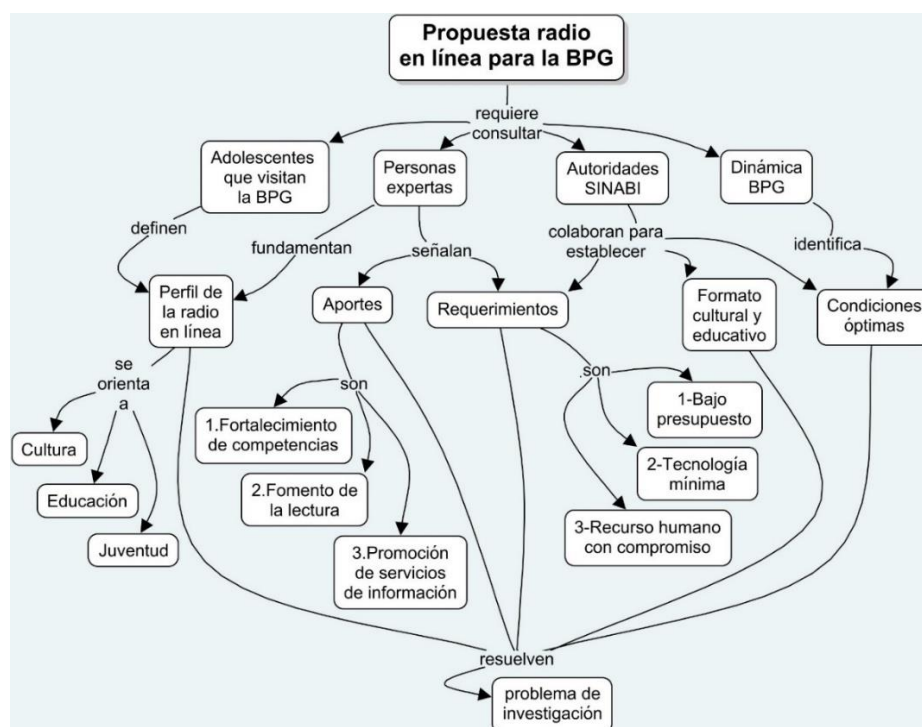 Propuesta radio
en línea para la BPG
requiere
consultar
Adolescentes
que visitan
la BPG
Personas
expertas
Autoridades
SINABI
Dinámica
BPG
definen
fundamentan
señalan
colaboran para
establecer
identifica
Perfil de
la radio
en línea
Aportes
Requerimientos
Formato
cultural y
educativo
Condiciones
óptimas
se
orienta
a
son
son
Cultura
Educación
Juventud
1.Fortalecimiento
de competencias
2.Fomento de
la lectura
3.Promoción
de servicios
de información
1-Bajo
presupuesto
2-Tecnología
mínima
3-Recurso humano
con compromiso
resuelven
problema de
investigación